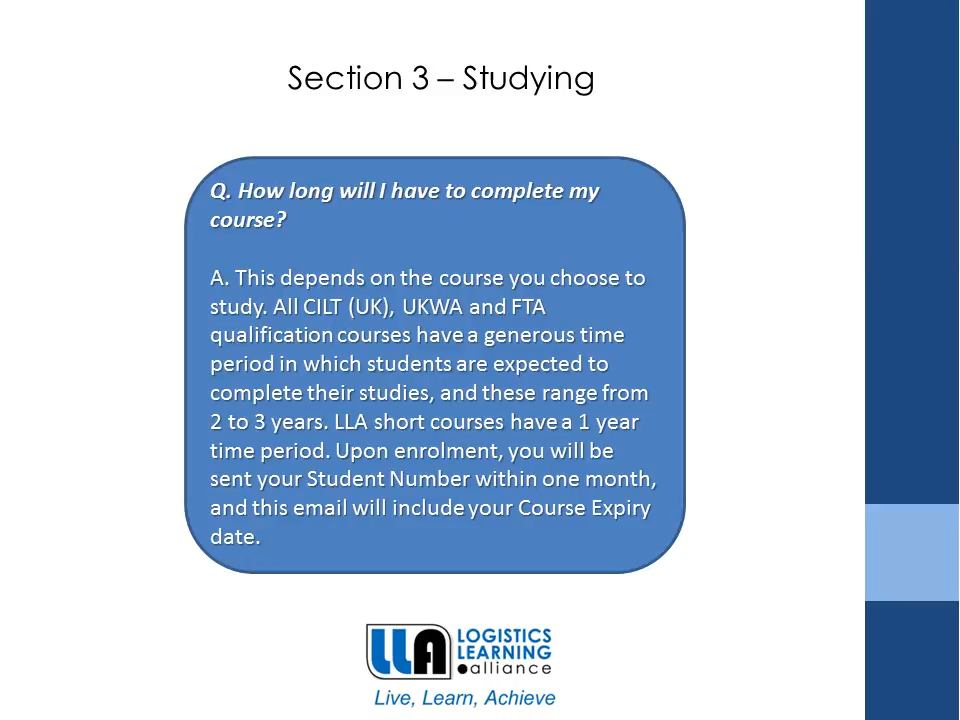 Section 3 – Studying
Q. How long will I have to complete my
course?
A. This depends on the course you choose to
study. All CILT (UK), UKWA and FTA
qualification courses have a generous time
period in which students are expected to
complete their studies, and these range from
2 to 3 years. LLA short courses have a 1 year
time period. Upon enrolment, you will be
sent your Student Number within one month,
and this email will include your Course Expiry
date.
LLA
LOGISTICS
LEARNING
.alliance
Live, Learn, Achieve